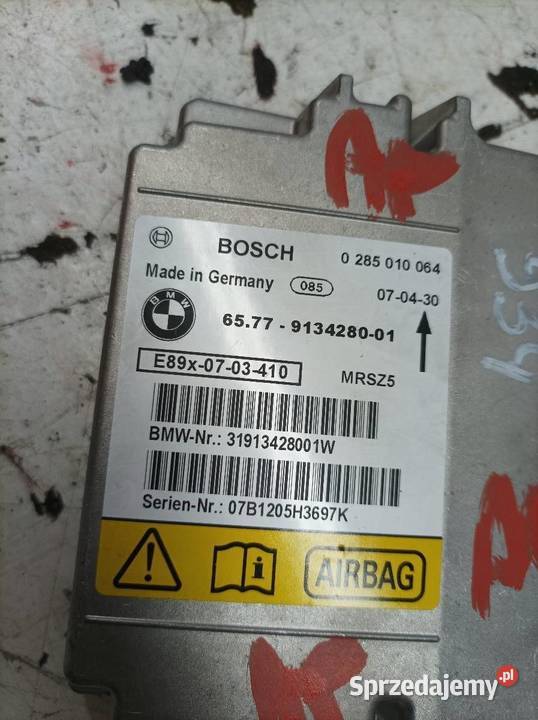 BOSCH 0 285 010 064
Made in Germany 085 07-04-30
BMW 65.77 - 9134280-01
E89x-07-03-410 MRSZ5
BMW-Nr.: 31913428001W
Serien-Nr.: 07B1205H3697K
i AIRBAG
Sprzedajemy.pl